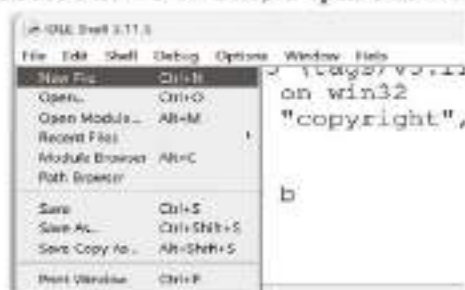 IDLE Shell 3.11.
File Edit Shell Debug Options Window Help
New File Ctrl+N
Open... Ctrl+O
Open Module... Alt+M
Recent Files
Module Browser Alt+C
Path Browser
Save Ctrl+S
Save As... Ctrl+Shift+S
Save Copy As... Alt+Shift+S
Print Window Ctrl+P
on win32
"copyright",
b